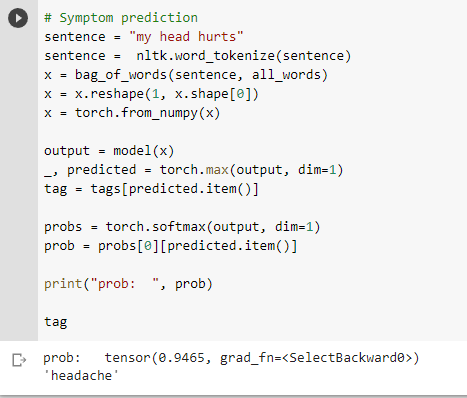 # Symptom prediction
sentence = "my head hurts"
sentence =  nltk.word_tokenize(sentence)
x = bag_of_words(sentence, all_words)
x = x.reshape(1, x.shape[0])
x = torch.from_numpy(x)
output = model(x)
_, predicted = torch.max(output, dim=1)
tag = tags[predicted.item()]
probs = torch.softmax(output, dim=1)
prob = probs[0][predicted.item()]
print("prob:  ", prob)
tag
prob:   tensor(0.9465, grad_fn=<SelectBackward0>)
'headache'